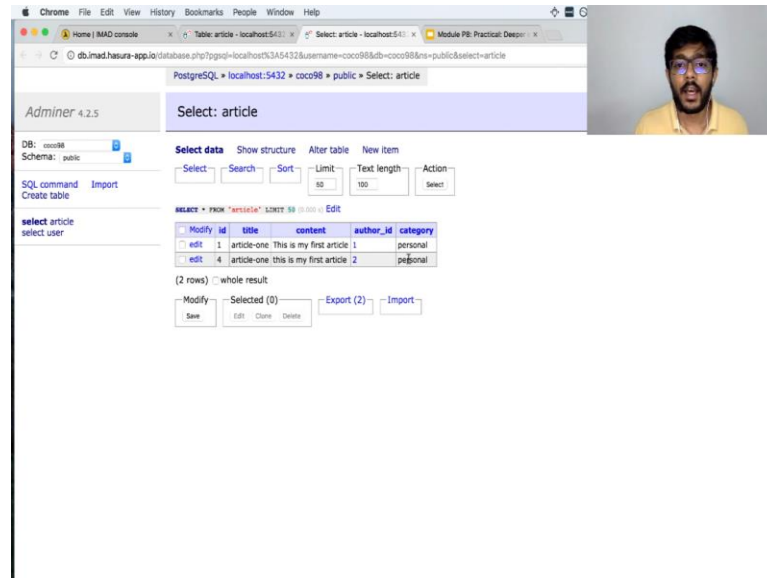 Chrome File Edit View History Bookmarks People Window Help
Home | IMAD console
Table: article - localhost:543
Select: article - localhost:543
Module P8: Practical: Deeper
db.imad.hasura-app.io/database.php?pgsql=localhost%3A5432&username=coco98&db=coco98&ns=public&select=article
PostgreSQL » localhost:5432 » coco98 » public » Select: article
Adminer 4.2.5
Select: article
DB: coco98
Schema: public
SQL command Import
Create table
select article
select user
Select data Show structure Alter table New item
Select Search Sort Limit Text length Action
50 100 Select
SELECT * FROM "article" LIMIT 50 (0.000 s) Edit
Modify id title content author_id category
edit 1 article-one This is my first article 1 personal
edit 4 article-one this is my first article 2 personal
(2 rows) whole result
Modify Selected (0) Export (2) Import
Save Edit Clone Delete